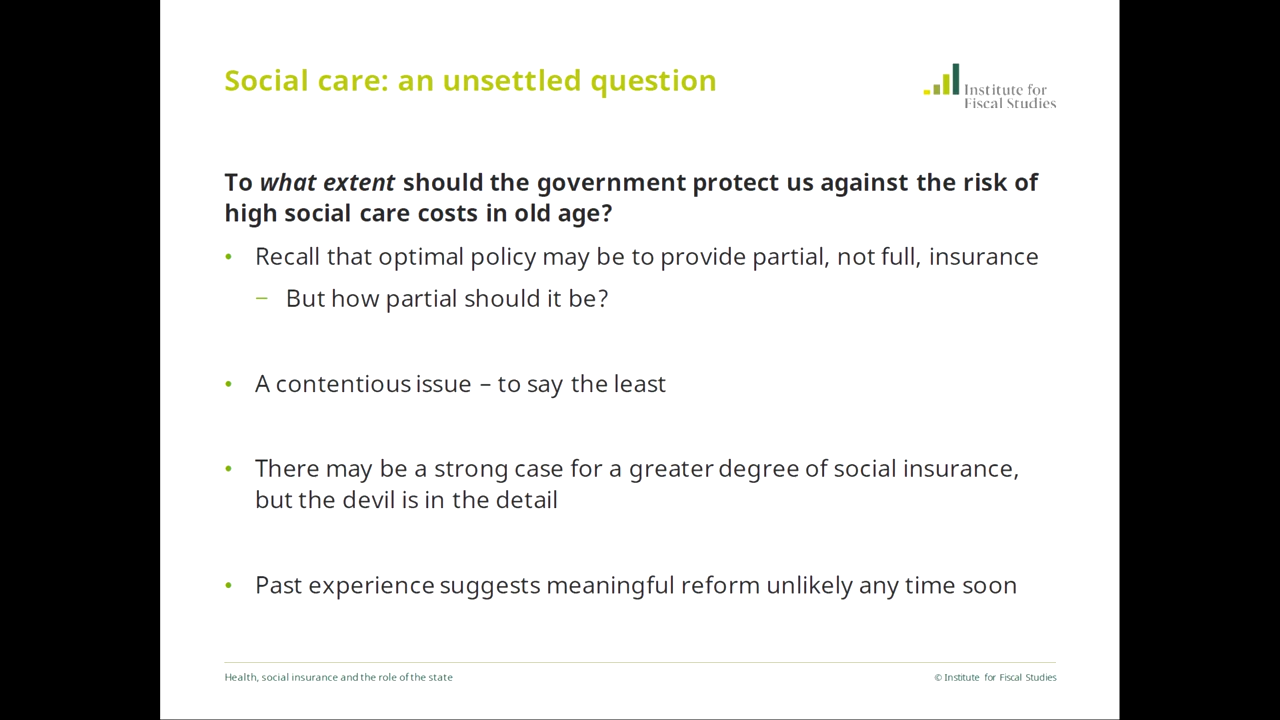 Social care: an unsettled question
Institute for
Fiscal Studies
To what extent should the government protect us against the risk of
high social care costs in old age?
• Recall that optimal policy may be to provide partial, not full, insurance
– But how partial should it be?
• A contentious issue – to say the least
• There may be a strong case for a greater degree of social insurance,
but the devil is in the detail
• Past experience suggests meaningful reform unlikely any time soon
Health, social insurance and the role of the state
© Institute for Fiscal Studies